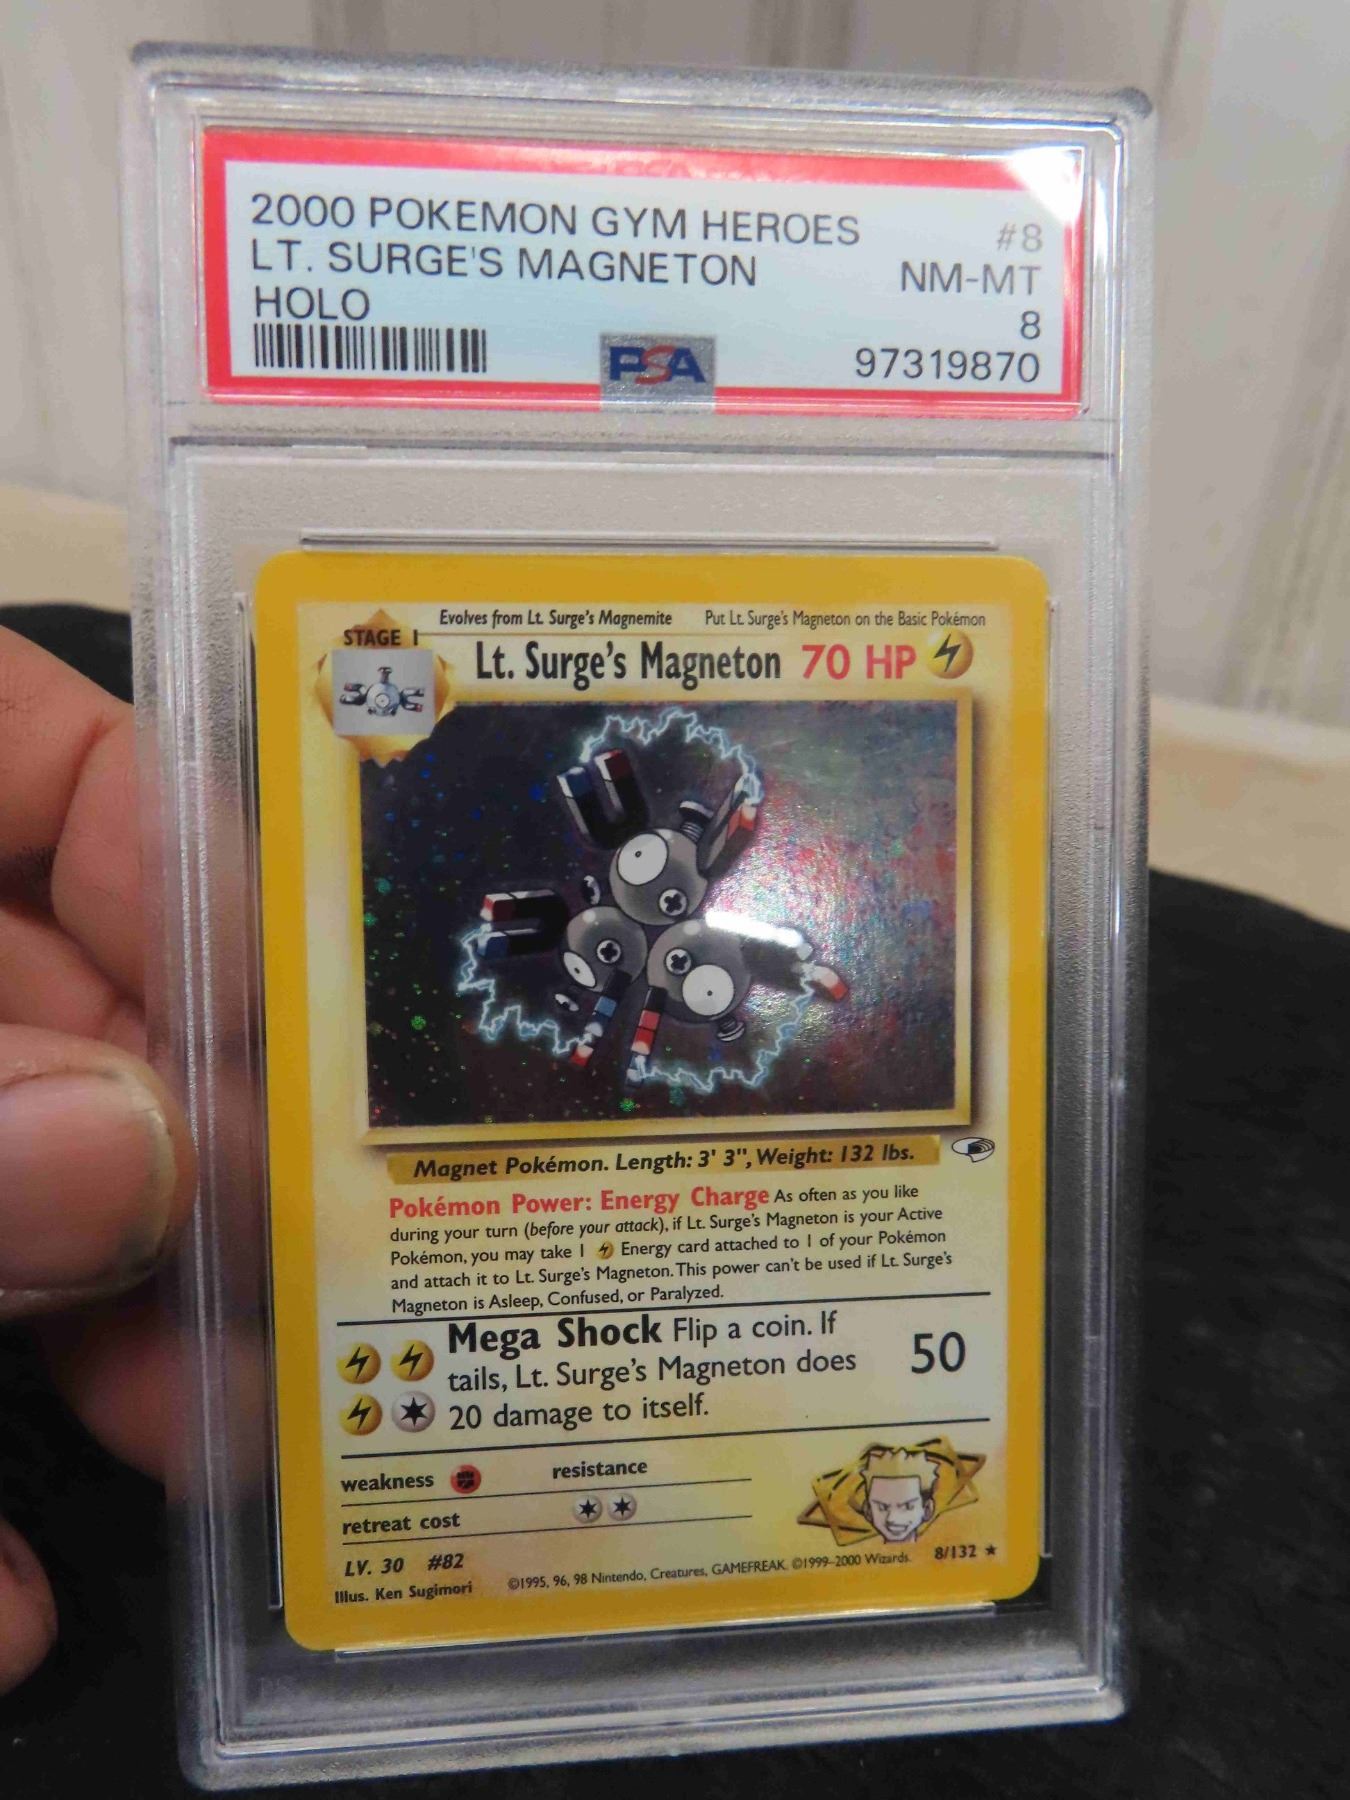 2000 POKEMON GYM HEROES #8
LT. SURGE'S MAGNETON NM-MT
HOLO 8
PSA 97319870
Evolves from Lt. Surge's Magnemite Put Lt. Surge's Magneton on the Basic Pokémon
STAGE 1
Lt. Surge's Magneton 70 HP
Magnet Pokémon. Length: 3' 3", Weight: 132 lbs.
Pokémon Power: Energy Charge As often as you like
during your turn (before your attack), if Lt. Surge's Magneton is your Active
Pokémon, you may take 1 Energy card attached to 1 of your Pokémon
and attach it to Lt. Surge's Magneton. This power can't be used if Lt. Surge's
Magneton is Asleep, Confused, or Paralyzed.
Mega Shock Flip a coin. If
tails, Lt. Surge's Magneton does 50
20 damage to itself.
weakness resistance
retreat cost
LV. 30 #82
Illus. Ken Sugimori ©1995, 96, 98 Nintendo, Creatures, GAMEFREAK. ©1999-2000 Wizards. 8/132 ★